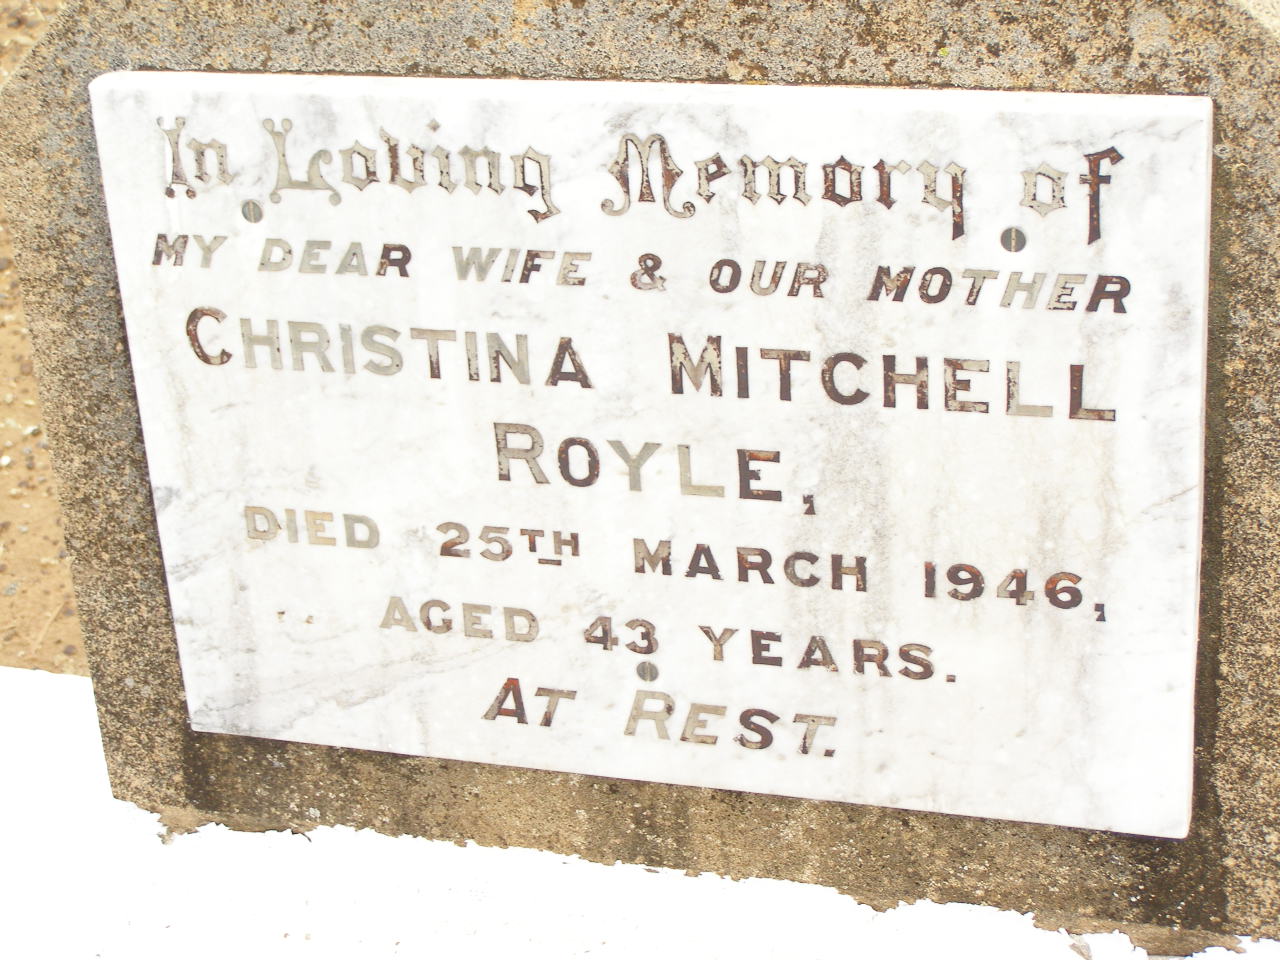 In Loving Memory of
MY DEAR WIFE & OUR MOTHER
CHRISTINA MITCHELL
ROYLE,
DIED 25TH MARCH 1946,
AGED 43 YEARS.
AT REST.